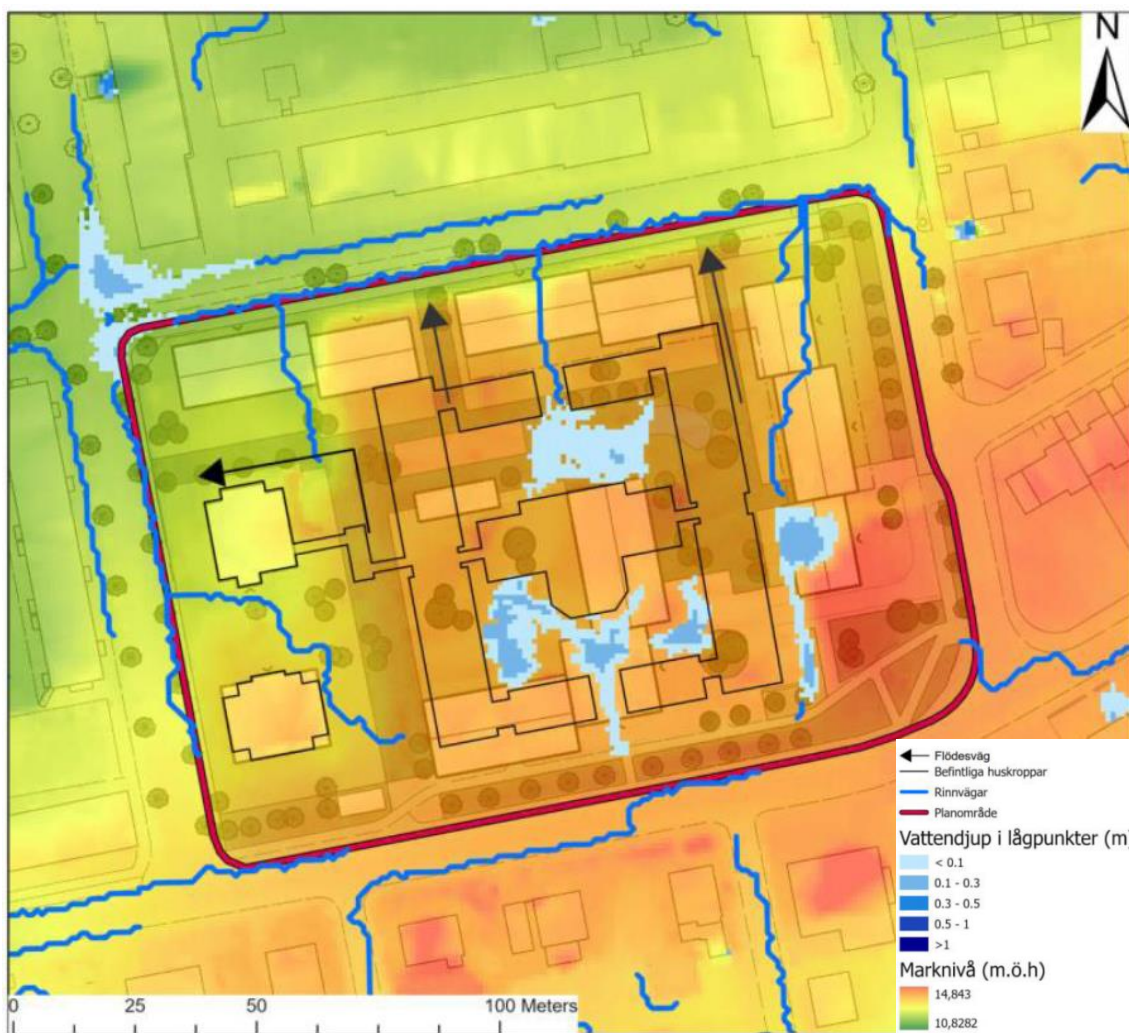 N
Flödesväg
Befintliga huskroppar
Rinnvägar
Planområde
Vattendjup i lågpunkter (m)
< 0.1
0.1 - 0.3
0.3 - 0.5
0.5 - 1
>1
Marknivå (m.ö.h)
14,843
10,8282
0 25 50 100 Meters